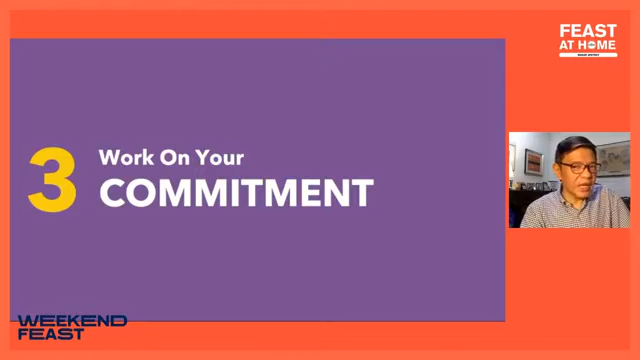 FEAST
AT HOME
3
Work On Your
COMMITMENT
WEEKEND
FEAST